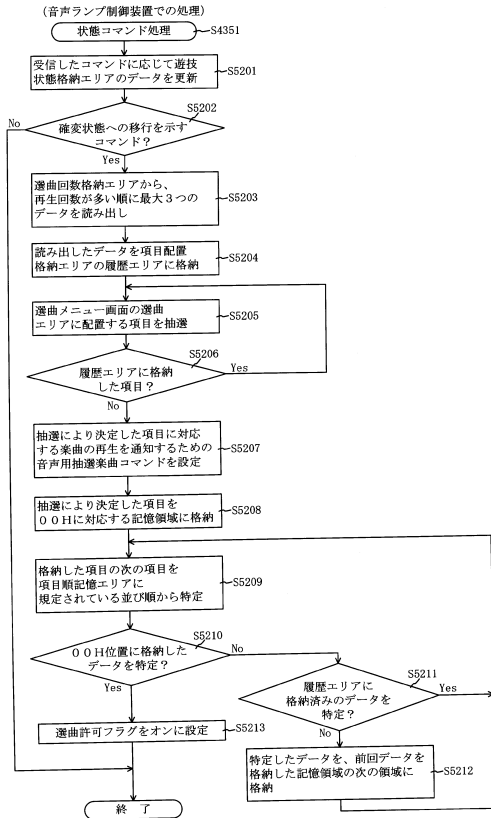 (音声ランプ制御装置での処理)
状態コマンド処理
S4351
受信したコマンドに応じて遊技
状態格納エリアのデータを更新
S5201
S5202
No
確変状態への移行を示す
コマンド?
Yes
選曲回数格納エリアから、
再生回数が多い順に最大3つの
データを読み出し
S5203
読み出したデータを項目配置
格納エリアの履歴エリアに格納
S5204
選曲メニュー画面の選曲
エリアに配置する項目を抽選
S5205
S5206
履歴エリアに格納
した項目?
Yes
No
抽選により決定した項目に対応
する楽曲の再生を通知するための
音声用抽選楽曲コマンドを設定
S5207
抽選により決定した項目を
00Hに対応する記憶領域に格納
S5208
格納した項目の次の項目を
項目順記憶エリアに
規定されている並び順から特定
S5209
S5210
00H位置に格納した
データを特定?
No
Yes
S5211
履歴エリアに
格納済みのデータを
特定?
Yes
No
選曲許可フラグをオンに設定
S5213
特定したデータを、前回データを
格納した記憶領域の次の領域に
格納
S5212
終了